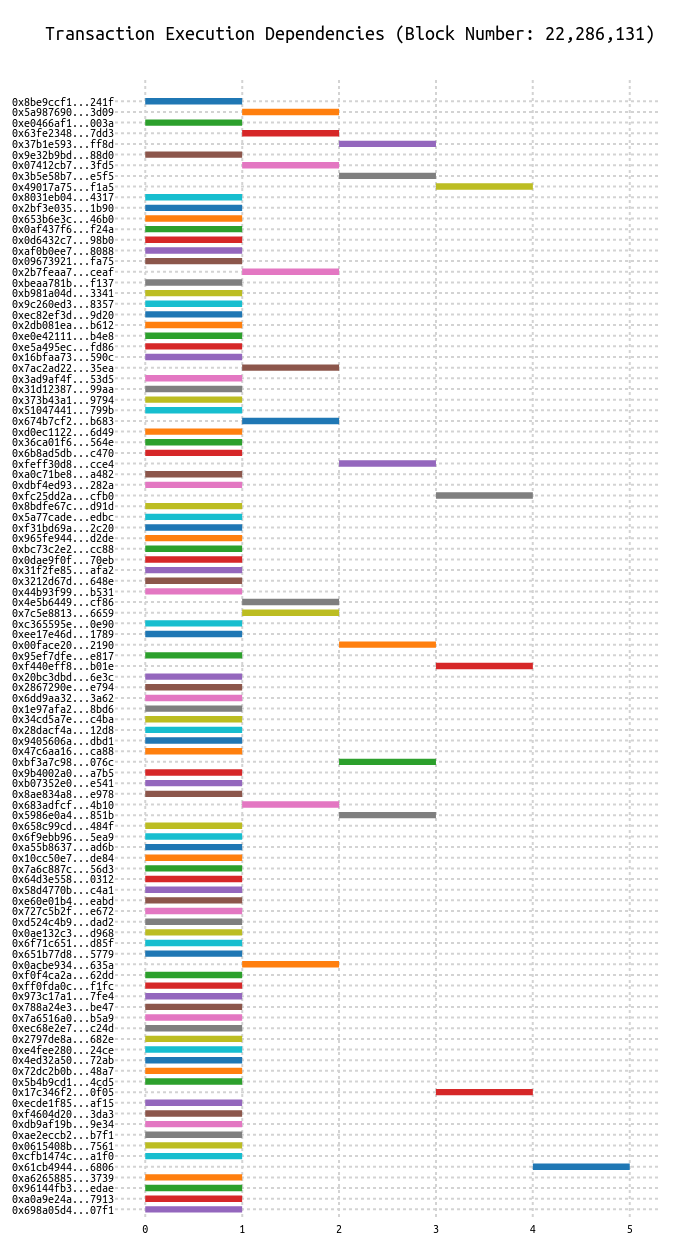 Transaction Execution Dependencies (Block Number: 22,286,131)
0x8be9ccf1...241f
0x5a987690...3d09
0xe0466af1...003a
0x63fe2348...7dd3
0x37b1e593...ff8d
0x9e32b9bd...88d0
0x07412cb7...3fd5
0x3b5e58b7...e5f5
0x49017a75...f1a5
0x8031eb04...4317
0x2bf3e035...1b90
0x653b6e3c...46b0
0x0af437f6...f24a
0x0d6432c7...98b0
0xaf0b0ee7...8088
0x09673921...fa75
0x2b7feaa7...ceaf
0xbeaa781b...f137
0xb981a04d...3341
0x9c260ed3...8357
0xec82ef3d...9d20
0x2db081ea...b612
0xe0e42111...b4e8
0xe5a495ec...fd86
0x16bfaa73...590c
0x7ac2ad22...35ea
0x3ad9af4f...53d5
0x31d12387...99aa
0x373b43a1...9794
0x51047441...799b
0x674b7cf2...b683
0xd0ec1122...6d49
0x36ca01f6...564e
0x6b8ad5db...c470
0xfeff30d8...cce4
0xa0c71be8...a482
0xdbf4ed93...282a
0xfc25dd2a...cfb0
0x8bdfe67c...d91d
0x5a77cade...edbc
0xf31bd69a...2c20
0x965fe944...d2de
0xbc73c2e2...cc88
0x0dae9f0f...70eb
0x31f2fe85...afa2
0x3212d67d...648e
0x44b93f99...b531
0x4e5b6449...cf86
0x7c5e8813...6659
0xc365595e...0e90
0xee17e46d...1789
0x00face20...2190
0x95ef7dfe...e817
0xf440eff8...b01e
0x20bc3dbd...6e3c
0x2867290e...e794
0x6dd9aa32...3a62
0x1e97afa2...8bd6
0x34cd5a7e...c4ba
0x28dacf4a...12d8
0x9405606a...dbd1
0x47c6aa16...ca88
0xbf3a7c98...076c
0x9b4002a0...a7b5
0xb07352e0...e541
0x8ae834a8...e978
0x683adfcf...4b10
0x5986e0a4...851b
0x658c99cd...484f
0x6f9ebb96...5ea9
0xa55b8637...ad6b
0x10cc50e7...de84
0x7a6c887c...56d3
0x64d3e558...0312
0x58d4770b...c4a1
0xe60e01b4...eabd
0x727c5b2f...e672
0xd524c4b9...dad2
0x0ae132c3...d968
0x6f71c651...d85f
0x651b77d8...5779
0x0acbe934...635a
0xf0f4ca2a...62dd
0xff0fda0c...f1fc
0x973c17a1...7fe4
0x788a24e3...be47
0x7a6516a0...b5a9
0xec68e2e7...c24d
0x2797de8a...682e
0xe4fee280...24ce
0x4ed32a50...72ab
0x72dc2b0b...48a7
0x5b4b9cd1...4cd5
0x17c346f2...0f05
0xecde1f85...af15
0xf4604d20...3da3
0xdb9af19b...9e34
0xae2eccb2...b7f1
0x0615408b...7561
0xcfb1474c...a1f0
0x61cb4944...6806
0xa6265885...3739
0x96144fb3...edae
0xa0a9e24a...7913
0x698a05d4...07f1
0 1 2 3 4 5